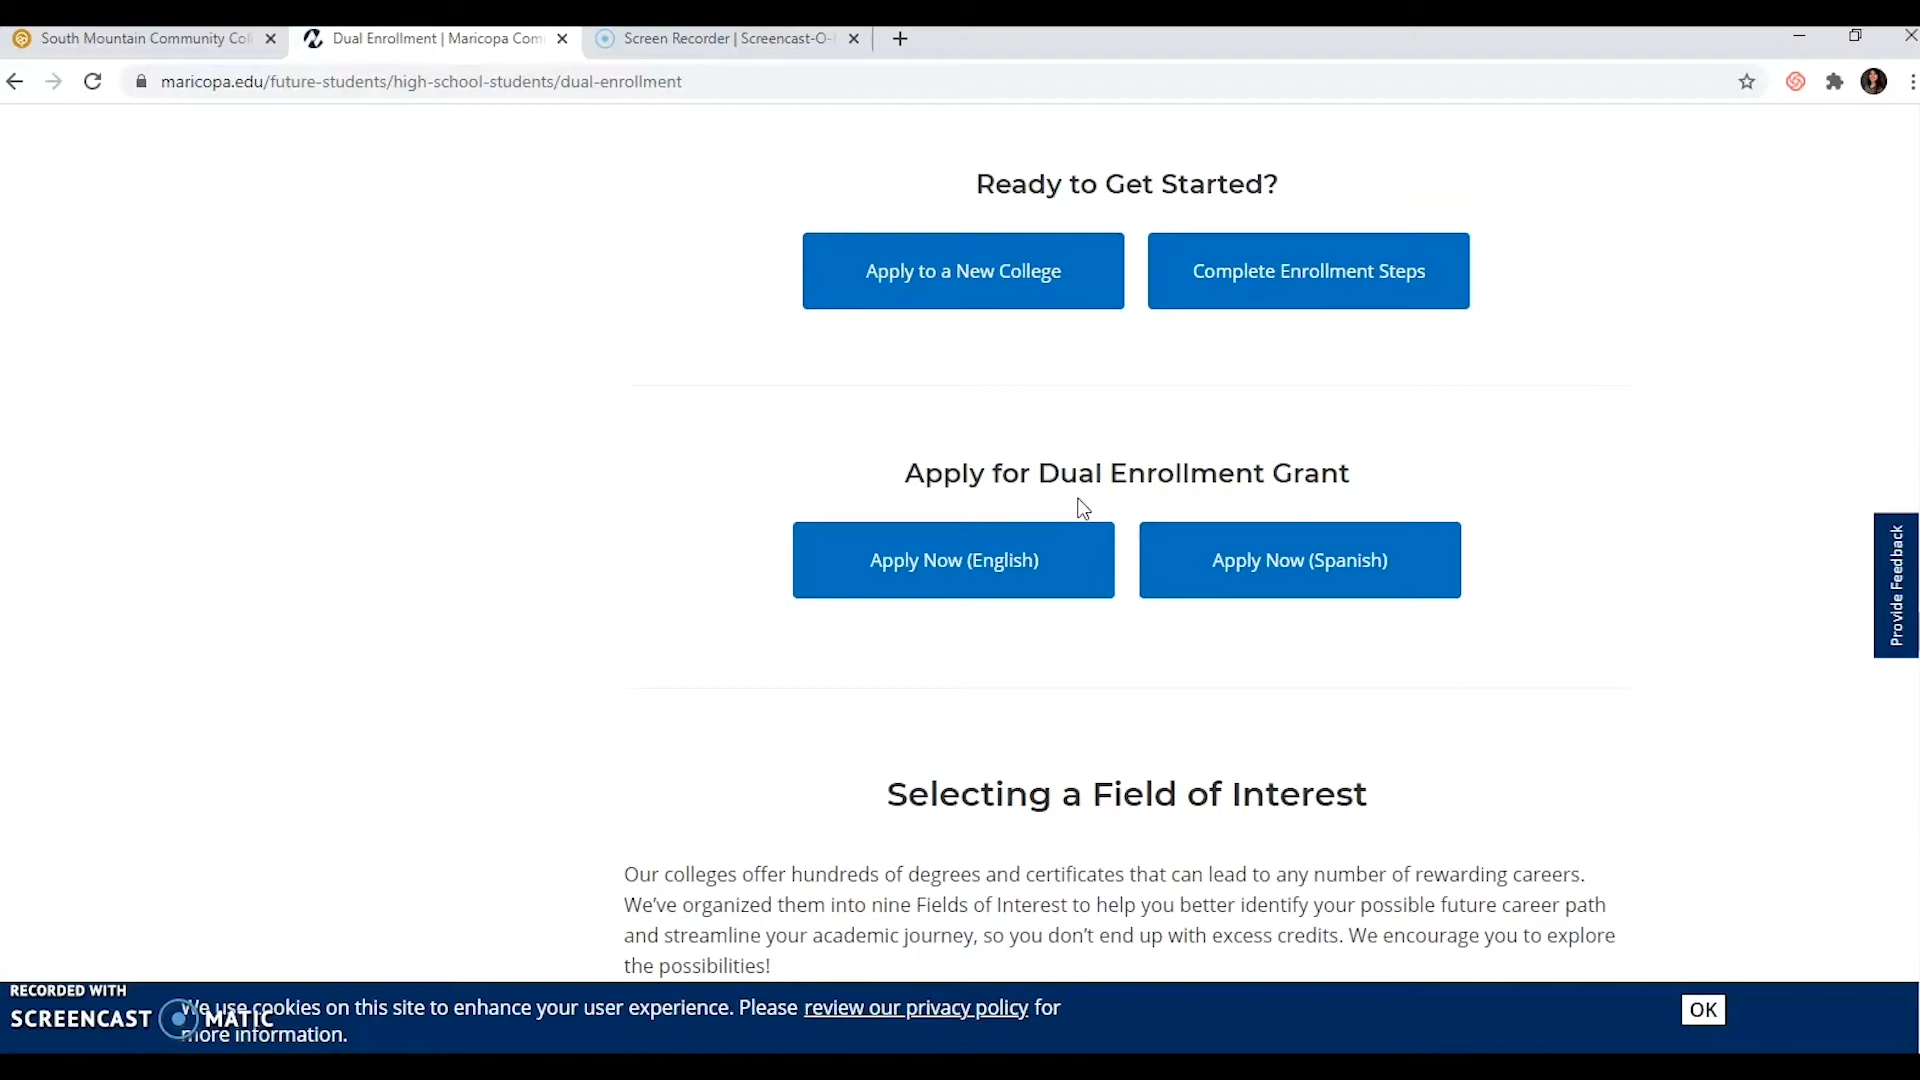 South Mountain Community Col
Dual Enrollment | Maricopa Com
Screen Recorder | Screencast-O-
maricopa.edu/future-students/high-school-students/dual-enrollment
Ready to Get Started?
Apply to a New College
Complete Enrollment Steps
Apply for Dual Enrollment Grant
Apply Now (English)
Apply Now (Spanish)
Provide Feedback
Selecting a Field of Interest
Our colleges offer hundreds of degrees and certificates that can lead to any number of rewarding careers.
We've organized them into nine Fields of Interest to help you better identify your possible future career path
and streamline your academic journey, so you don't end up with excess credits. We encourage you to explore
the possibilities!
RECORDED WITH
SCREENCAST MATIC
We use cookies on this site to enhance your user experience. Please review our privacy policy for
more information.
OK